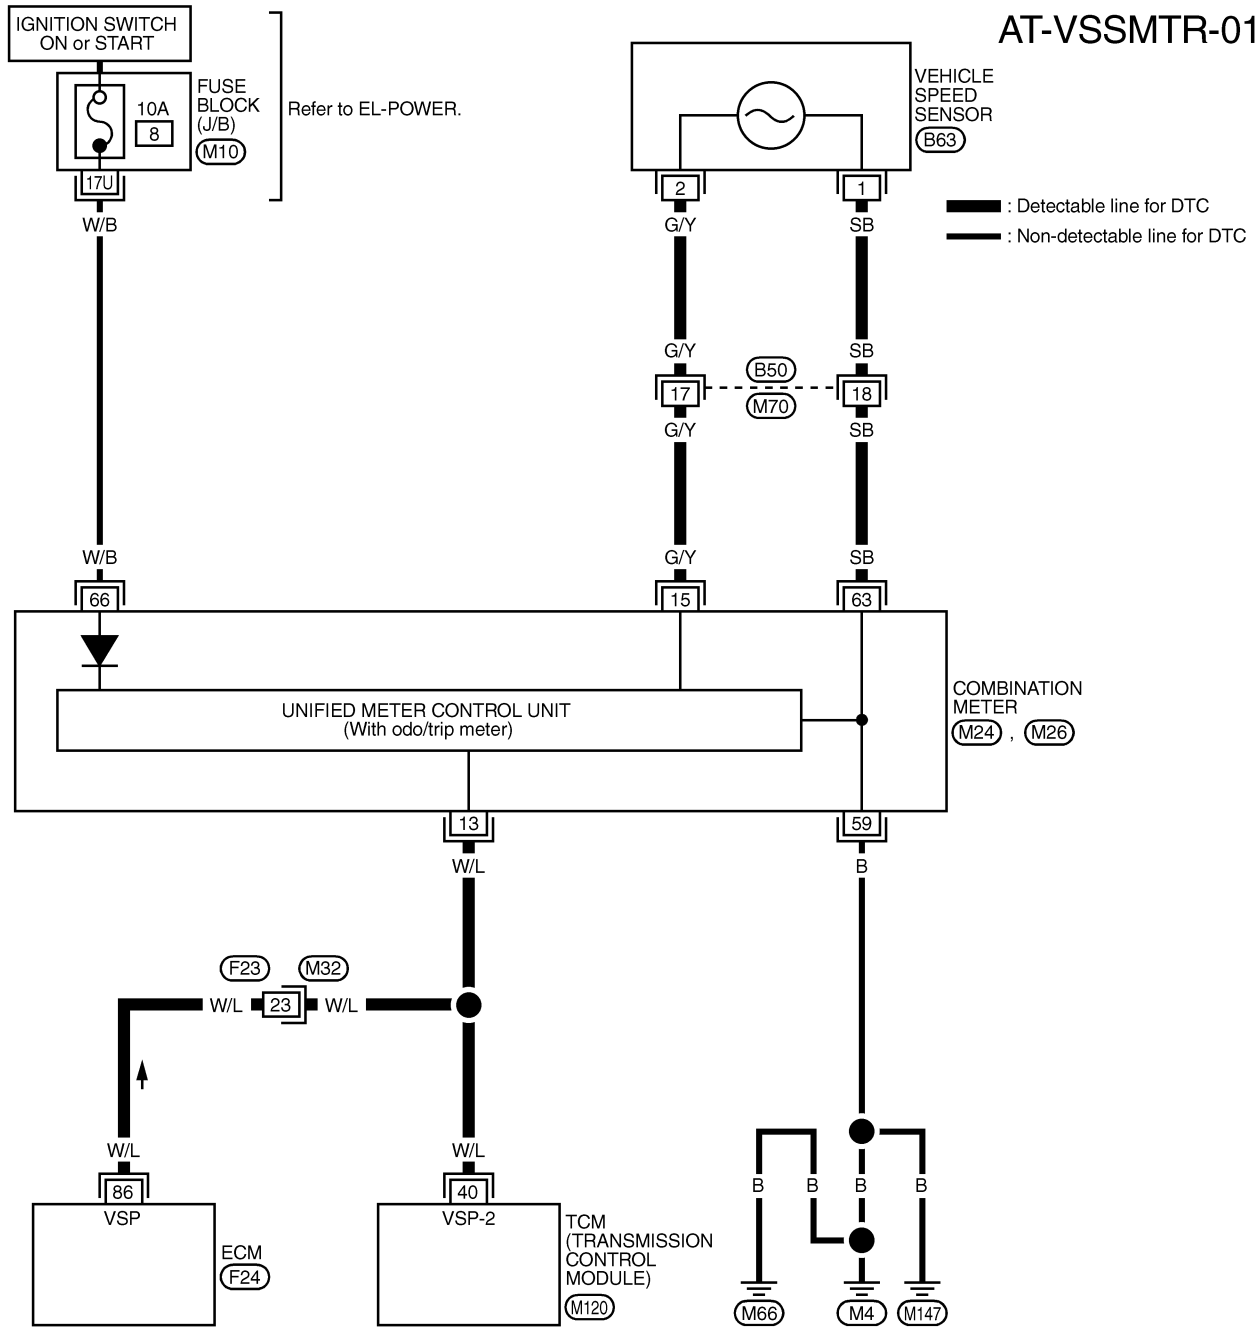 AT-VSSMTR-01
IGNITION SWITCH
ON or START
FUSE
BLOCK
(J/B)
M10
10A
8
17U
Refer to EL-POWER.
VEHICLE
SPEED
SENSOR
B63
2
1
: Detectable line for DTC
: Non-detectable line for DTC
W/B
G/Y
SB
G/Y
SB
B50
17
18
M70
G/Y
SB
W/B
G/Y
SB
66
15
63
UNIFIED METER CONTROL UNIT
(With odo/trip meter)
COMBINATION
METER
M24 , M26
13
59
W/L
B
F23
M32
W/L
23
W/L
W/L
W/L
B
B
B
B
86
40
VSP
VSP-2
ECM
F24
TCM
(TRANSMISSION
CONTROL
MODULE)
M120
M66
M4
M147